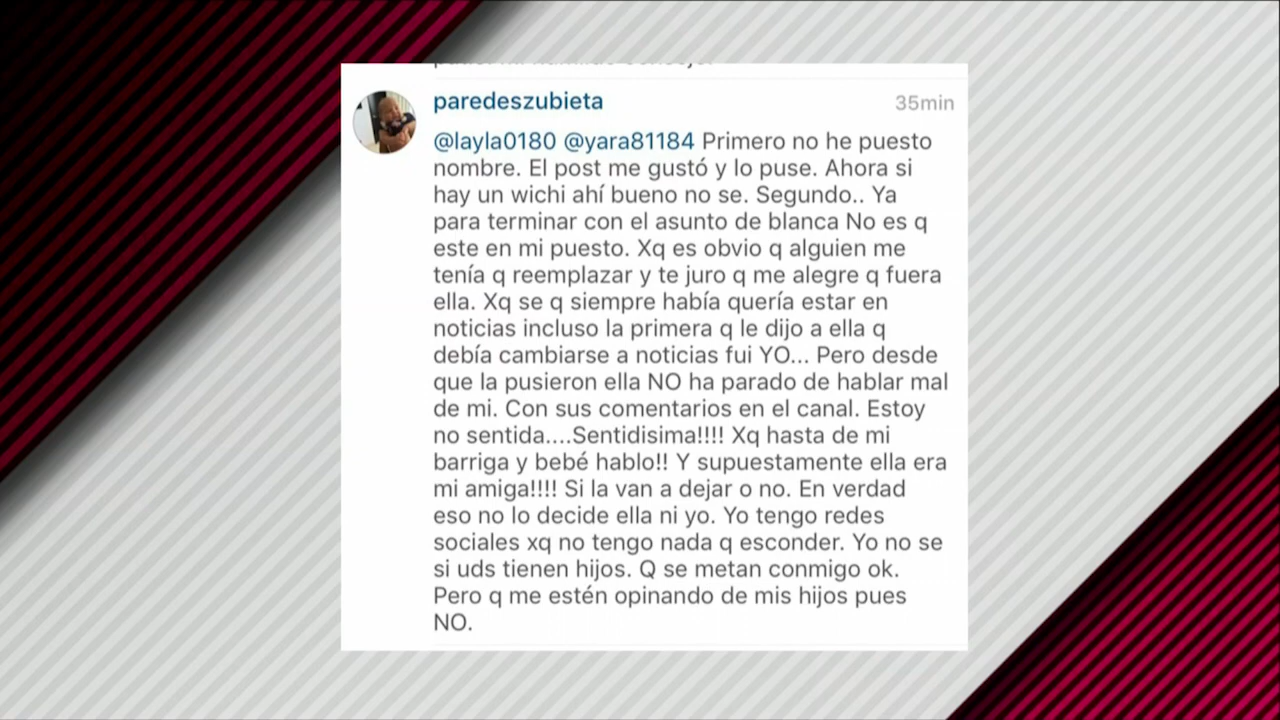 paredeszubieta
35min
@layla0180 @yara81184 Primero no he puesto
nombre. El post me gustó y lo puse. Ahora si
hay un wichi ahí bueno no se. Segundo.. Ya
para terminar con el asunto de blanca No es q
este en mi puesto. Xq es obvio q alguien me
tenía q reemplazar y te juro q me alegre q fuera
ella. Xq se q siempre había quería estar en
noticias incluso la primera q le dijo a ella q
debía cambiarse a noticias fui YO... Pero desde
que la pusieron ella NO ha parado de hablar mal
de mi. Con sus comentarios en el canal. Estoy
no sentida....Sentidisima!!!! Xq hasta de mi
barriga y bebé hablo!! Y supuestamente ella era
mi amiga!!!! Si la van a dejar o no. En verdad
eso no lo decide ella ni yo. Yo tengo redes
sociales xq no tengo nada q esconder. Yo no se
si uds tienen hijos. Q se metan conmigo ok.
Pero q me estén opinando de mis hijos pues
NO.